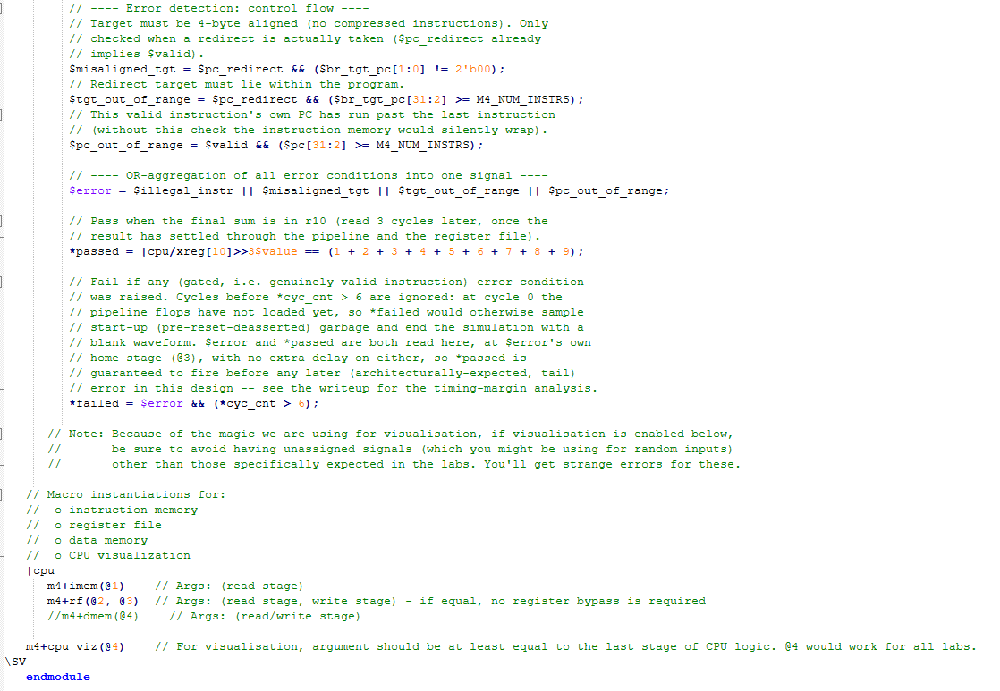 // ---- Error detection: control flow ----
// Target must be 4-byte aligned (no compressed instructions). Only
// checked when a redirect is actually taken ($pc_redirect already
// implies $valid).
$misaligned_tgt = $pc_redirect && ($br_tgt_pc[1:0] != 2'b00);
// Redirect target must lie within the program.
$tgt_out_of_range = $pc_redirect && ($br_tgt_pc[31:2] >= M4_NUM_INSTRS);
// This valid instruction's own PC has run past the last instruction
// (without this check the instruction memory would silently wrap).
$pc_out_of_range = $valid && ($pc[31:2] >= M4_NUM_INSTRS);
// ---- OR-aggregation of all error conditions into one signal ----
$error = $illegal_instr || $misaligned_tgt || $tgt_out_of_range || $pc_out_of_range;
// Pass when the final sum is in r10 (read 3 cycles later, once the
// result has settled through the pipeline and the register file).
*passed = |cpu/xreg[10]>>3$value == (1 + 2 + 3 + 4 + 5 + 6 + 7 + 8 + 9);
// Fail if any (gated, i.e. genuinely-valid-instruction) error condition
// was raised. Cycles before *cyc_cnt > 6 are ignored: at cycle 0 the
// pipeline flops have not loaded yet, so *failed would otherwise sample
// start-up (pre-reset-deasserted) garbage and end the simulation with a
// blank waveform. $error and *passed are both read here, at $error's own
// home stage (@3), with no extra delay on either, so *passed is
// guaranteed to fire before any later (architecturally-expected, tail)
// error in this design -- see the writeup for the timing-margin analysis.
*failed = $error && (*cyc_cnt > 6);
// Note: Because of the magic we are using for visualisation, if visualisation is enabled below,
//       be sure to avoid having unassigned signals (which you might be using for random inputs)
//       other than those specifically expected in the labs. You'll get strange errors for these.
// Macro instantiations for:
//  o instruction memory
//  o register file
//  o data memory
//  o CPU visualization
|cpu
m4+imem(@1)    // Args: (read stage)
m4+rf(@2, @3)  // Args: (read stage, write stage) - if equal, no register bypass is required
//m4+dmem(@4)    // Args: (read/write stage)
m4+cpu_viz(@4)    // For visualisation, argument should be at least equal to the last stage of CPU logic. @4 would work for all labs.
\SV
endmodule